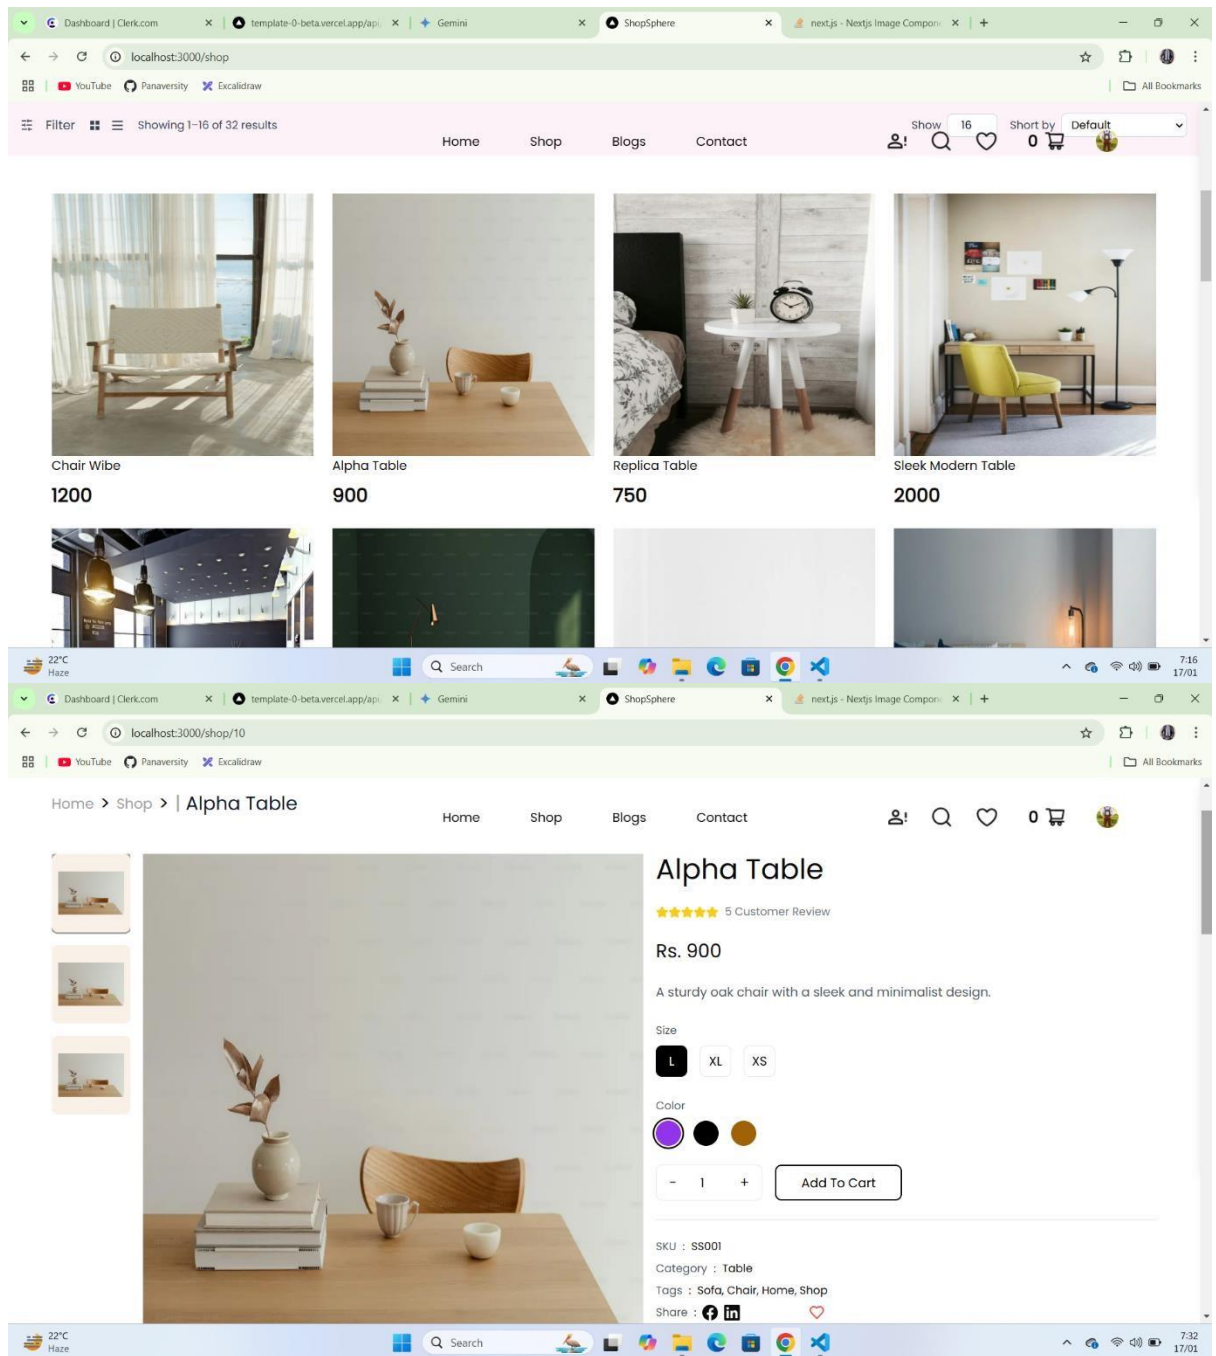 Dashboard | Clerk.com template-0-beta.vercel.app/api Gemini ShopSphere next.js - Nextjs Image Compon
localhost:3000/shop
YouTube Panaversity Excalidraw All Bookmarks
Filter Showing 1–16 of 32 results Show 16 Short by Default
Home Shop Blogs Contact 0
Chair Wibe Alpha Table Replica Table Sleek Modern Table
1200 900 750 2000
22°C Search 7:16
Haze 17/01
Dashboard | Clerk.com template-0-beta.vercel.app/api Gemini ShopSphere next.js - Nextjs Image Compon
localhost:3000/shop/10
YouTube Panaversity Excalidraw All Bookmarks
Home > Shop > | Alpha Table
Home Shop Blogs Contact 0
Alpha Table
5 Customer Review
Rs. 900
A sturdy oak chair with a sleek and minimalist design.
Size
L XL XS
Color
- 1 + Add To Cart
SKU : SS001
Category : Table
Tags : Sofa, Chair, Home, Shop
Share :
22°C Search 7:32
Haze 17/01